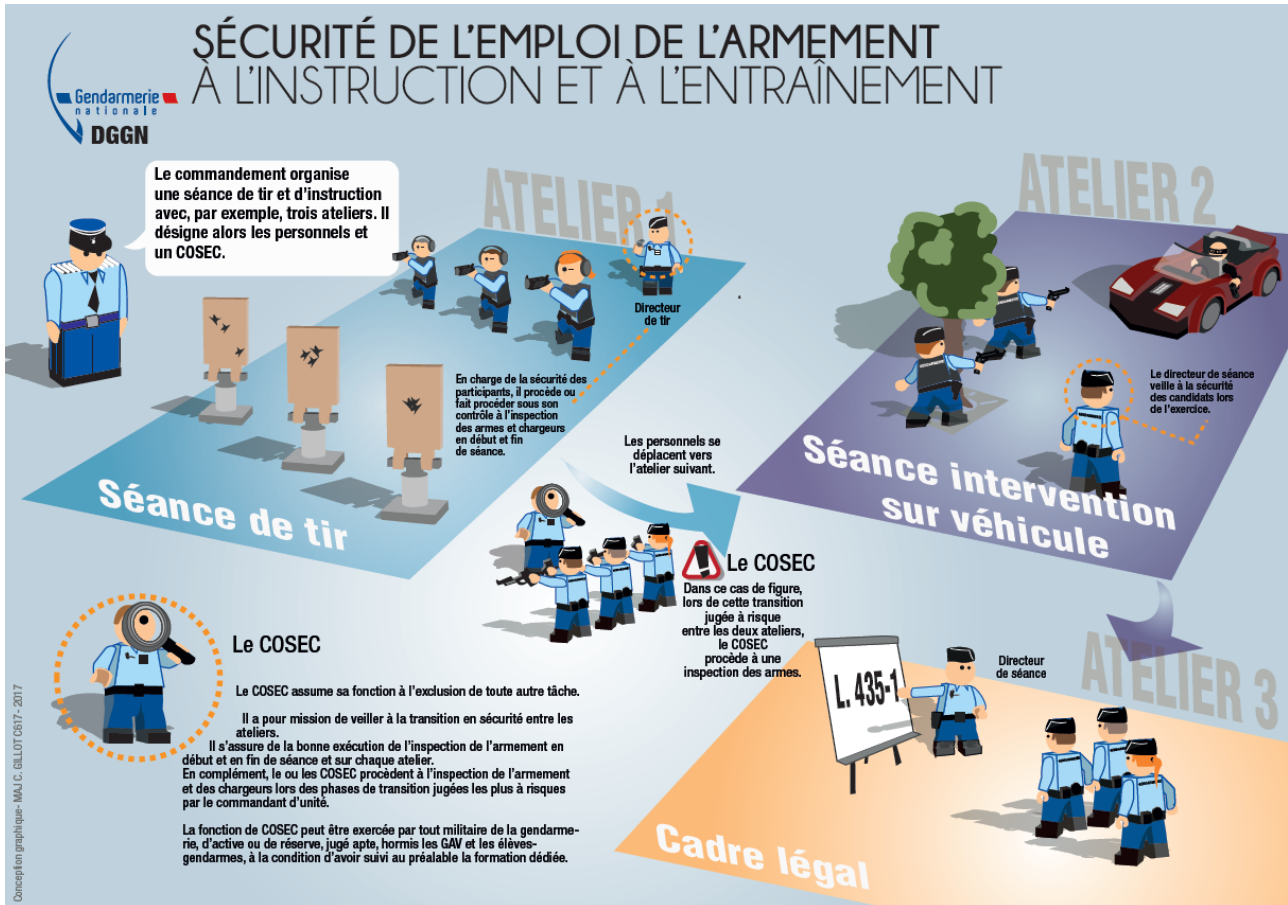 SÉCURITÉ DE L'EMPLOI DE L'ARMEMENT
À L'INSTRUCTION ET À L'ENTRAÎNEMENT
Gendarmerie
nationale
DGGN
Le commandement organise
une séance de tir et d'instruction
avec, par exemple, trois ateliers. Il
désigne alors les personnels et
un COSEC.
ATELIER 1
Directeur
de tir
En charge de la sécurité des
participants, il procède ou
fait procéder sous son
contrôle à l'inspection
des armes et chargeurs
en début et fin
de séance.
Séance de tir
ATELIER 2
Le directeur de séance
veille à la sécurité
des candidats lors
de l'exercice.
Séance intervention
sur véhicule
Les personnels se
déplacent vers
l'atelier suivant.
Le COSEC
Dans ce cas de figure,
lors de cette transition
jugée à risque
entre les deux ateliers,
le COSEC
procède à une
inspection des armes.
Le COSEC
Le COSEC assume sa fonction à l'exclusion de toute autre tâche.
Il a pour mission de veiller à la transition en sécurité entre les
ateliers.
Il s'assure de la bonne exécution de l'inspection de l'armement en
début et en fin de séance et sur chaque atelier.
En complément, le ou les COSEC procèdent à l'inspection de l'armement
et des chargeurs lors des phases de transition jugées les plus à risques
par le commandant d'unité.
La fonction de COSEC peut être exercée par tout militaire de la gendarme-
rie, d'active ou de réserve, jugé apte, hormis les GAV et les élèves-
gendarmes, à la condition d'avoir suivi au préalable la formation dédiée.
ATELIER 3
L. 435-1
Directeur
de séance
Cadre légal
Conception graphique- MAJ C. GILLOT C617 - 2017